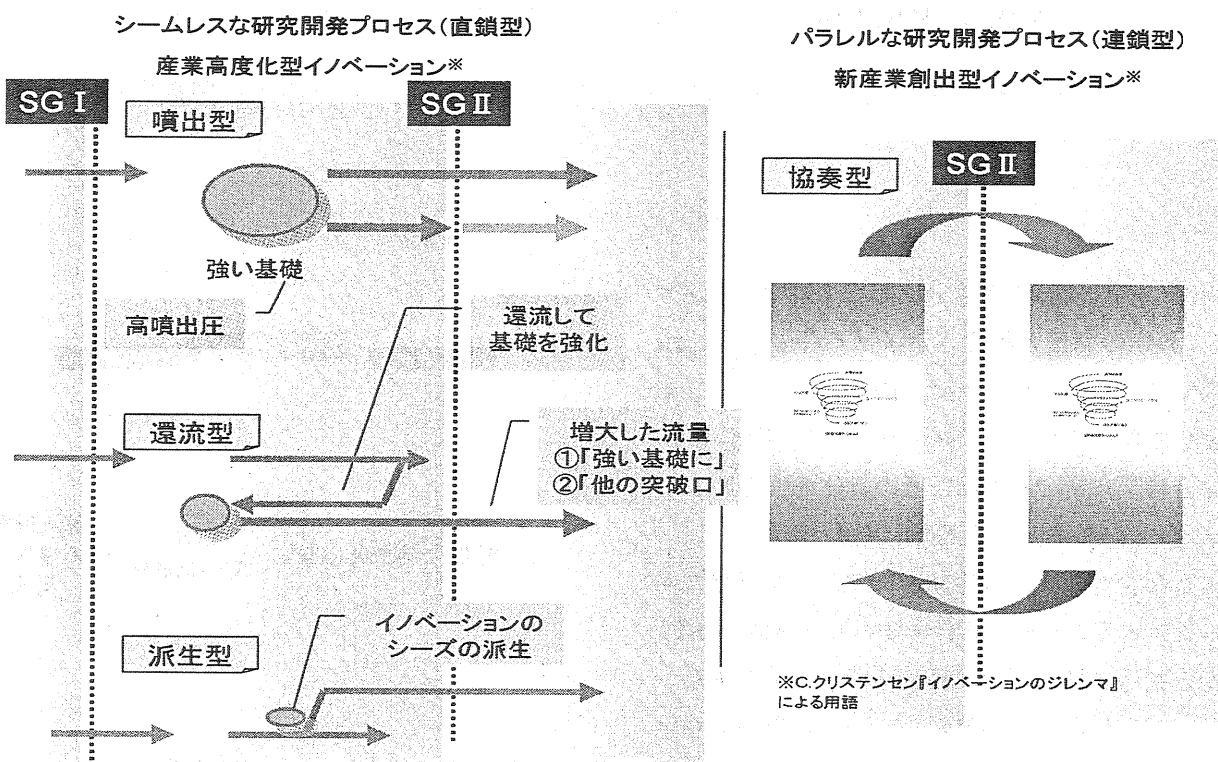 シームレスな研究開発プロセス(直鎖型)
産業高度化型イノベーション※
SGⅠ
噴出型
SGⅡ
強い基礎
高噴出圧
還流して
基礎を強化
還流型
増大した流量
①「強い基礎に」
②「他の突破口」
派生型
イノベーションの
シーズの派生
パラレルな研究開発プロセス(連鎖型)
新産業創出型イノベーション※
協奏型
SGⅡ
※C.クリステンセン『イノベーションのジレンマ』
による用語